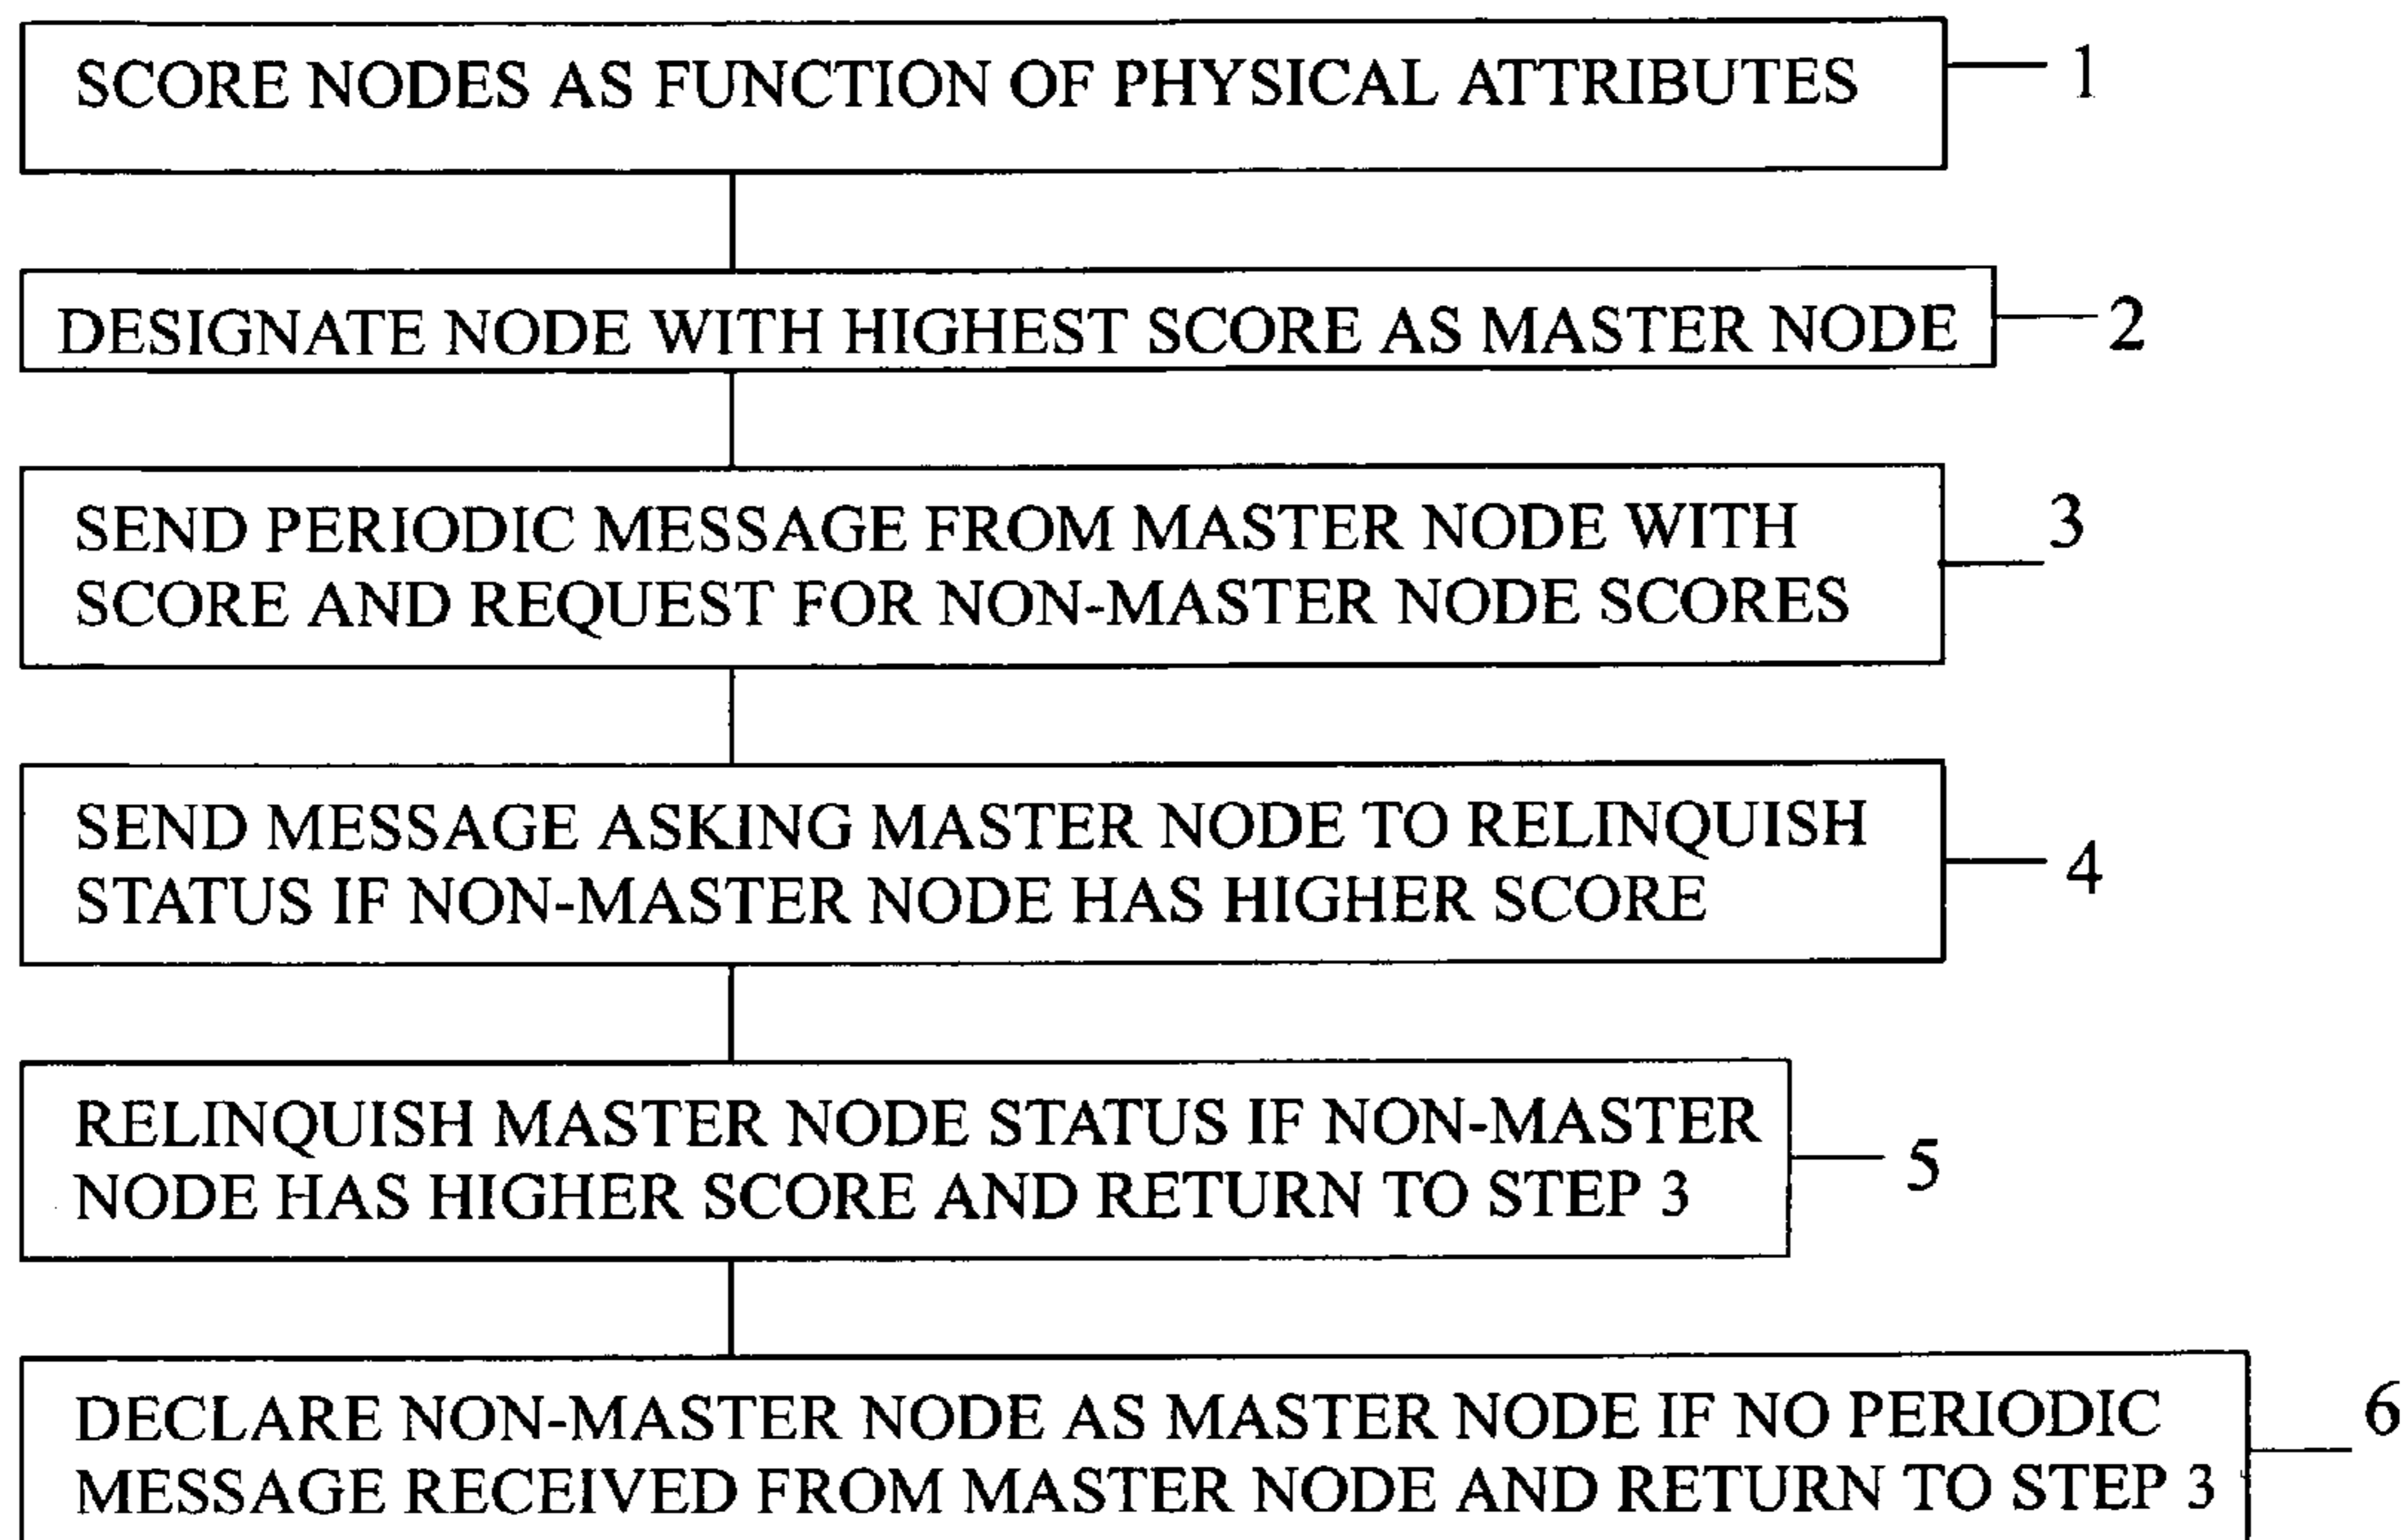 SCORE NODES AS FUNCTION OF PHYSICAL ATTRIBUTES
1
DESIGNATE NODE WITH HIGHEST SCORE AS MASTER NODE
2
SEND PERIODIC MESSAGE FROM MASTER NODE WITH
SCORE AND REQUEST FOR NON-MASTER NODE SCORES
3
SEND MESSAGE ASKING MASTER NODE TO RELINQUISH
STATUS IF NON-MASTER NODE HAS HIGHER SCORE
4
RELINQUISH MASTER NODE STATUS IF NON-MASTER
NODE HAS HIGHER SCORE AND RETURN TO STEP 3
5
DECLARE NON-MASTER NODE AS MASTER NODE IF NO PERIODIC
MESSAGE RECEIVED FROM MASTER NODE AND RETURN TO STEP 3
6